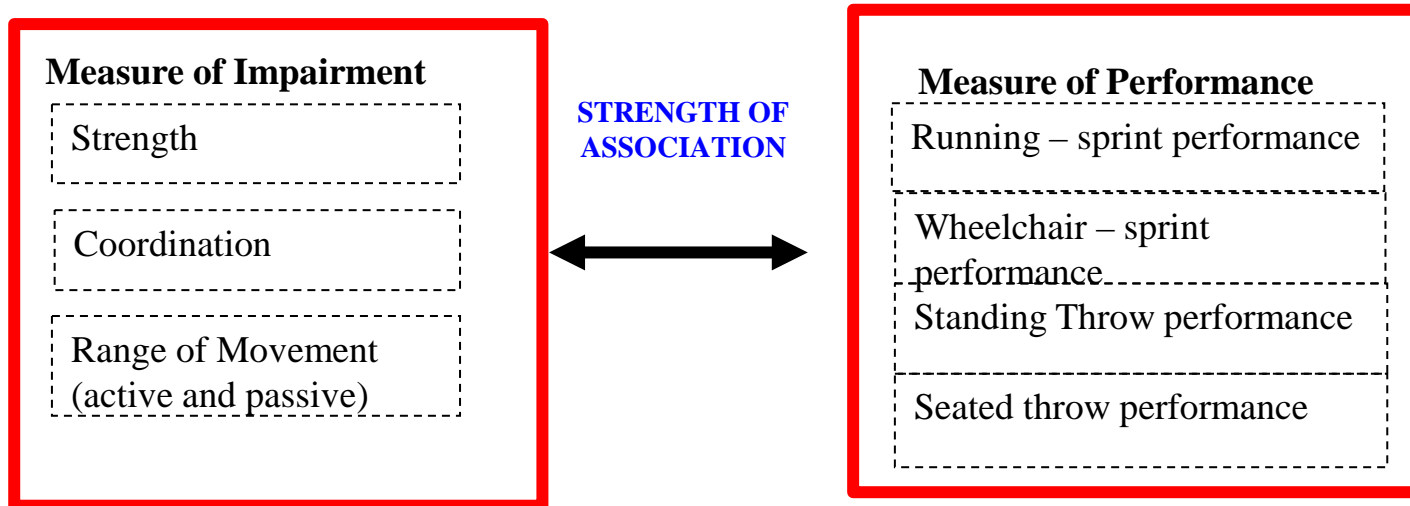 Measure of Impairment
Strength
Coordination
Range of Movement
(active and passive)
STRENGTH OF
ASSOCIATION
Measure of Performance
Running – sprint performance
Wheelchair – sprint
performance
Standing Throw performance
Seated throw performance